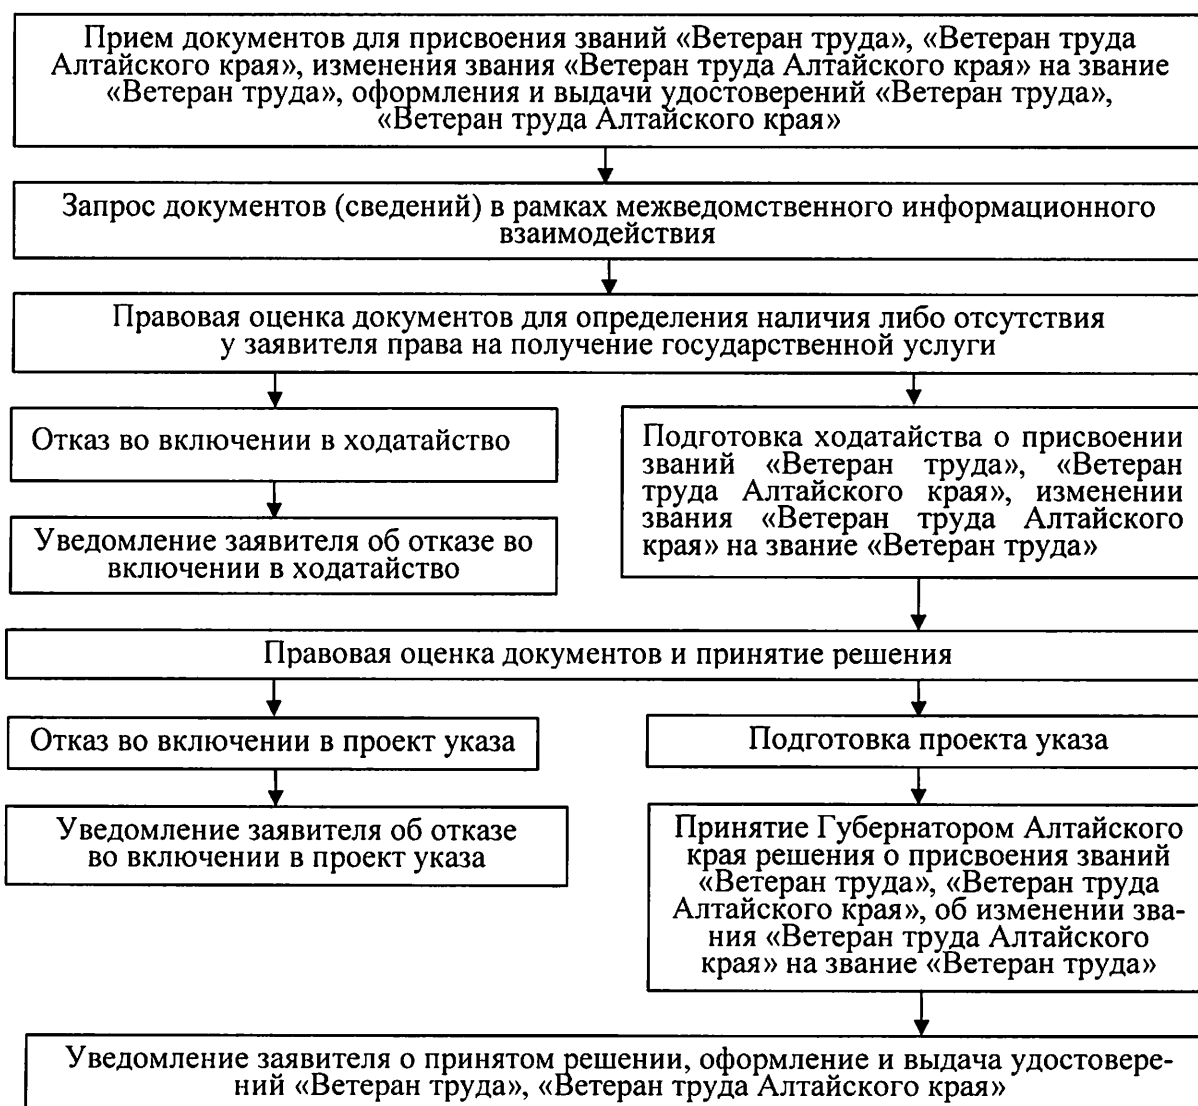 Прием документов для присвоения званий «Ветеран труда», «Ветеран труда
Алтайского края», изменения звания «Ветеран труда Алтайского края» на звание
«Ветеран труда», оформления и выдачи удостоверений «Ветеран труда»,
«Ветеран труда Алтайского края»
Запрос документов (сведений) в рамках межведомственного информационного
взаимодействия
Правовая оценка документов для определения наличия либо отсутствия
у заявителя права на получение государственной услуги
Отказ во включении в ходатайство
Уведомление заявителя об отказе во
включении в ходатайство
Подготовка ходатайства о присвоении
званий «Ветеран труда», «Ветеран
труда Алтайского края», изменении
звания «Ветеран труда Алтайского
края» на звание «Ветеран труда»
Правовая оценка документов и принятие решения
Отказ во включении в проект указа
Уведомление заявителя об отказе
во включении в проект указа
Подготовка проекта указа
Принятие Губернатором Алтайского
края решения о присвоения званий
«Ветеран труда», «Ветеран труда
Алтайского края», об изменении зва-
ния «Ветеран труда Алтайского
края» на звание «Ветеран труда»
Уведомление заявителя о принятом решении, оформление и выдача удостовере-
ний «Ветеран труда», «Ветеран труда Алтайского края»